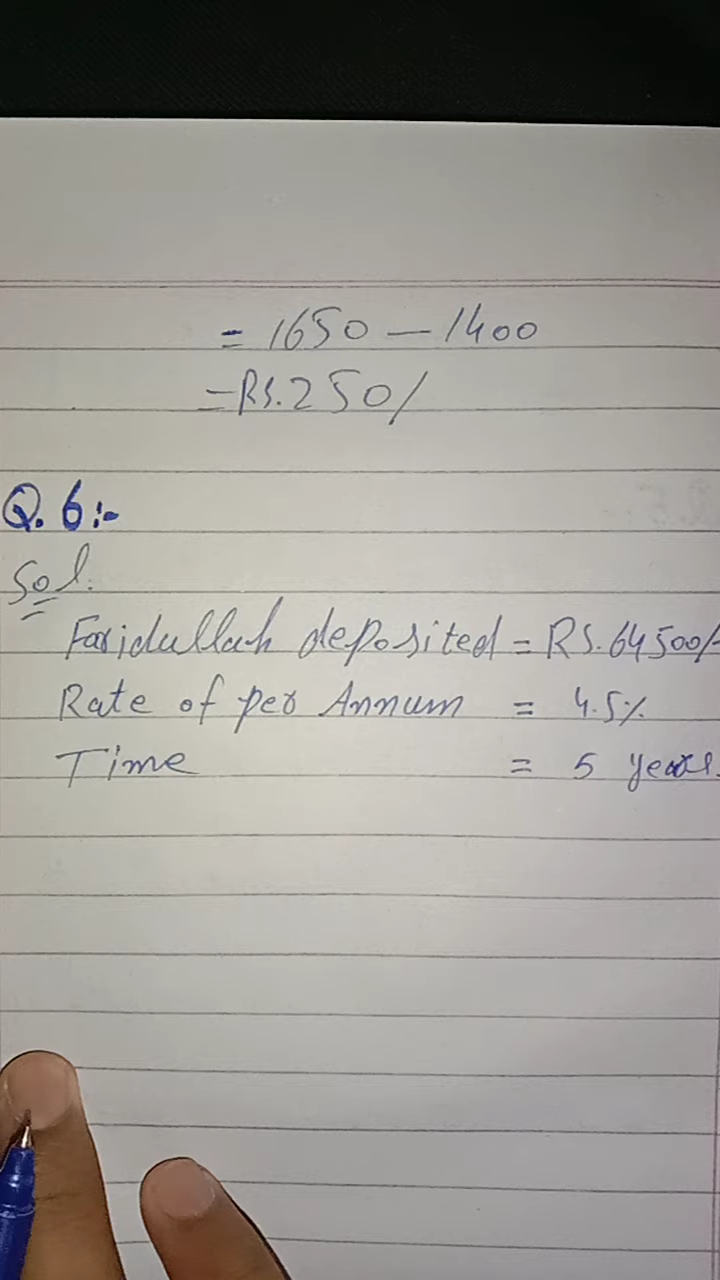 = 1650 — 1400
= RS. 250/
Q. 6:-
Sol.
Faridullah deposited = RS. 64500/-
Rate of per Annum = 4.5%
Time = 5 years.